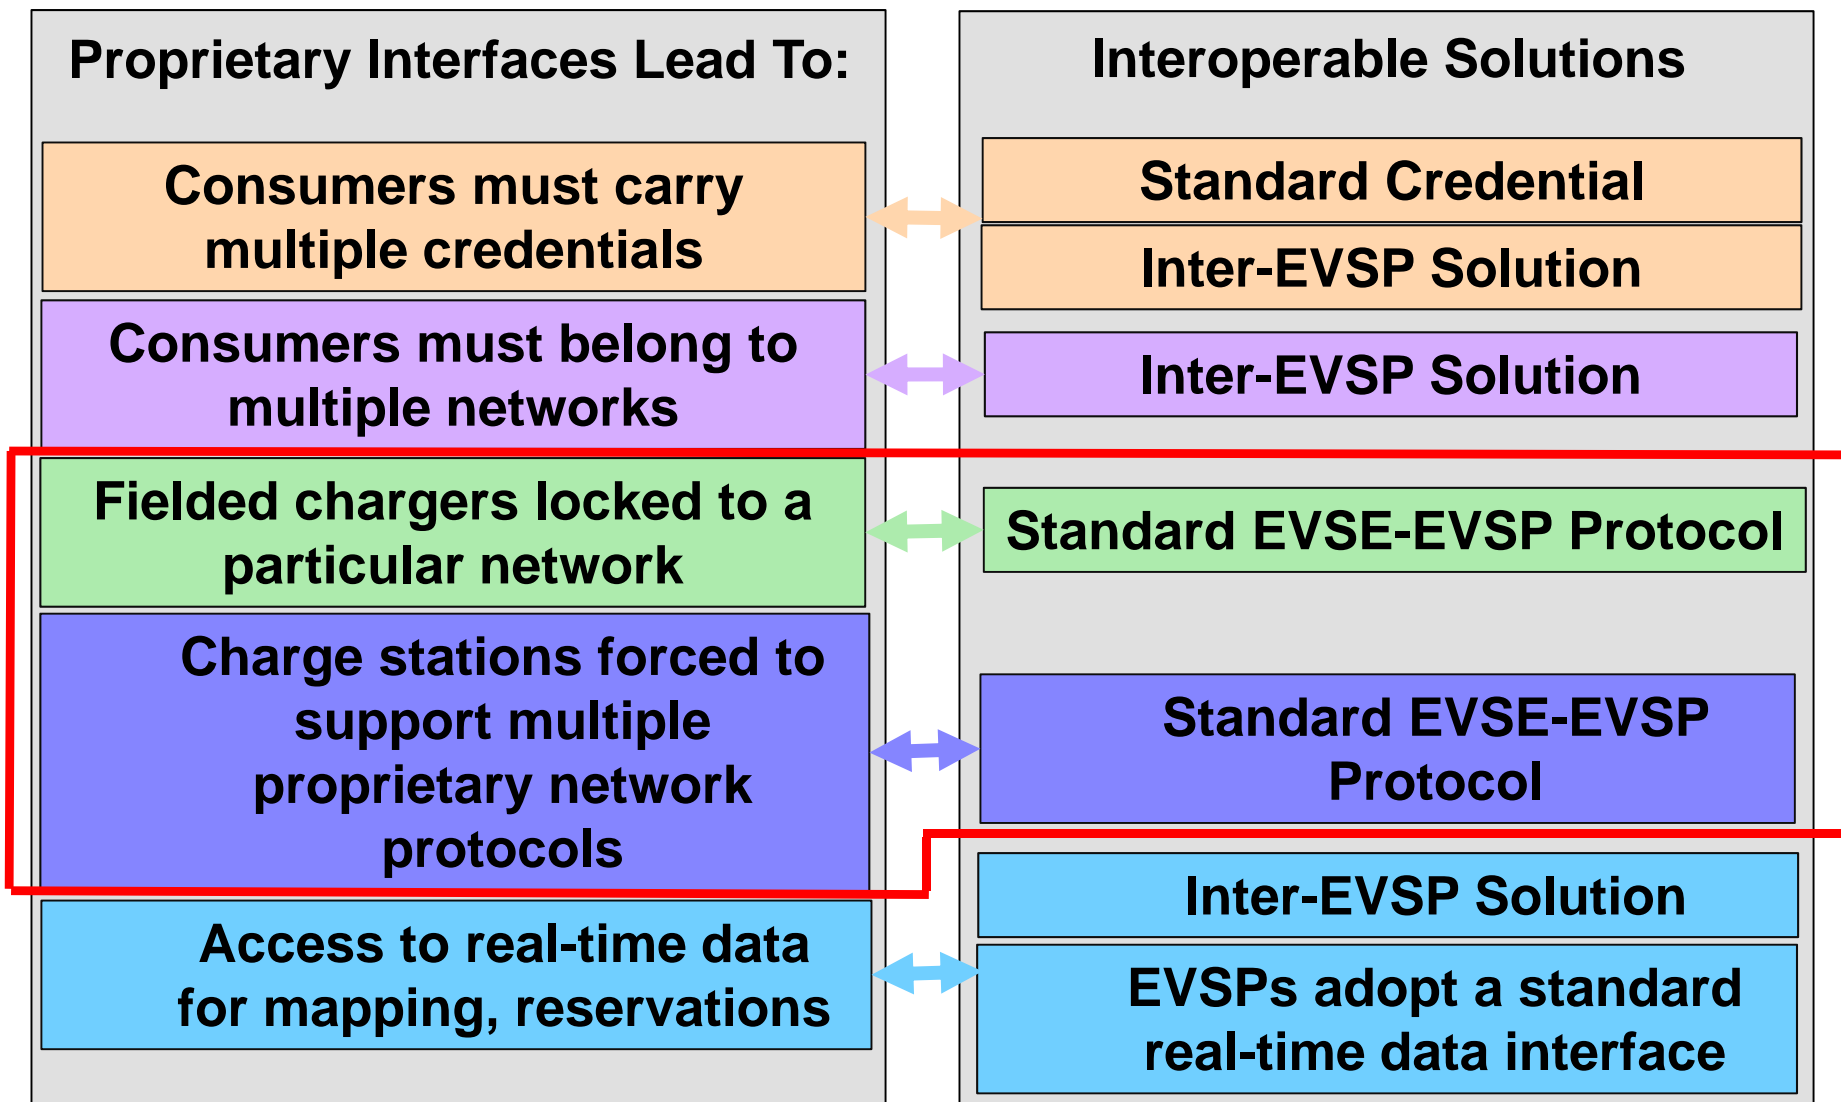 Proprietary Interfaces Lead To:
Consumers must carry
multiple credentials
Consumers must belong to
multiple networks
Fielded chargers locked to a
particular network
Charge stations forced to
support multiple
proprietary network
protocols
Access to real-time data
for mapping, reservations
Interoperable Solutions
Standard Credential
Inter-EVSP Solution
Inter-EVSP Solution
Standard EVSE-EVSP Protocol
Standard EVSE-EVSP
Protocol
Inter-EVSP Solution
EVSPs adopt a standard
real-time data interface